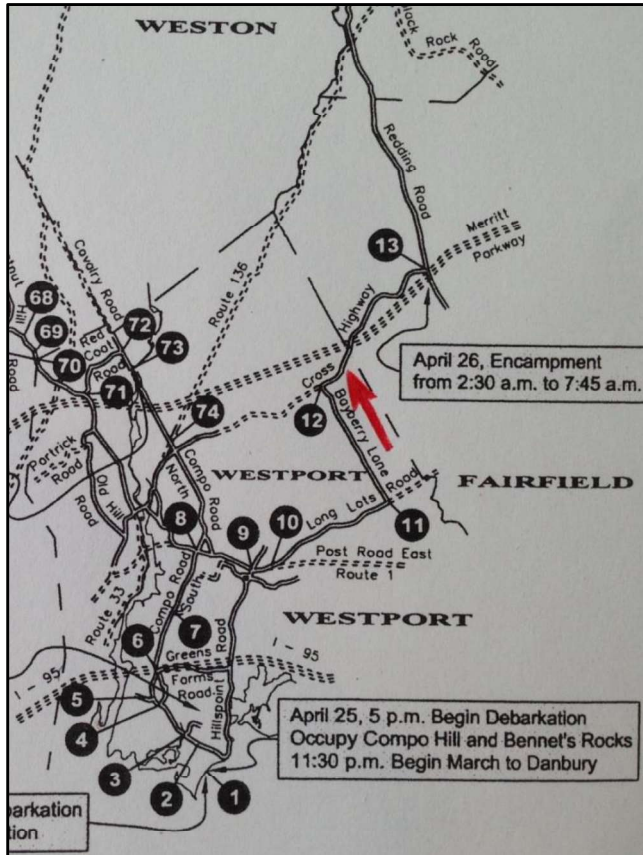 WESTON
Black
Rock
Road
Redding
Road
Merritt
Parkway
13
Cavalry Road
Route 136
Highway
68
Hill
69
Road
Red
Coat
Road
72
73
70
71
April 26, Encampment
from 2:30 a.m. to 7:45 a.m.
Cross
12
Bayberry Lane
74
Portrick
Road
North
Compo Road
WESTPORT
FAIRFIELD
Old Hill
Road
Long Lots Road
11
8
9
10
Post Road East
Route 1
Route 33
Compo Road
South
WESTPORT
6
7
I - 95
Greens
Farms
Road
Hillspoint Road
I - 95
5
4
3
2
1
April 25, 5 p.m. Begin Debarkation
Occupy Compo Hill and Bennet's Rocks
11:30 p.m. Begin March to Danbury
barkation
tion